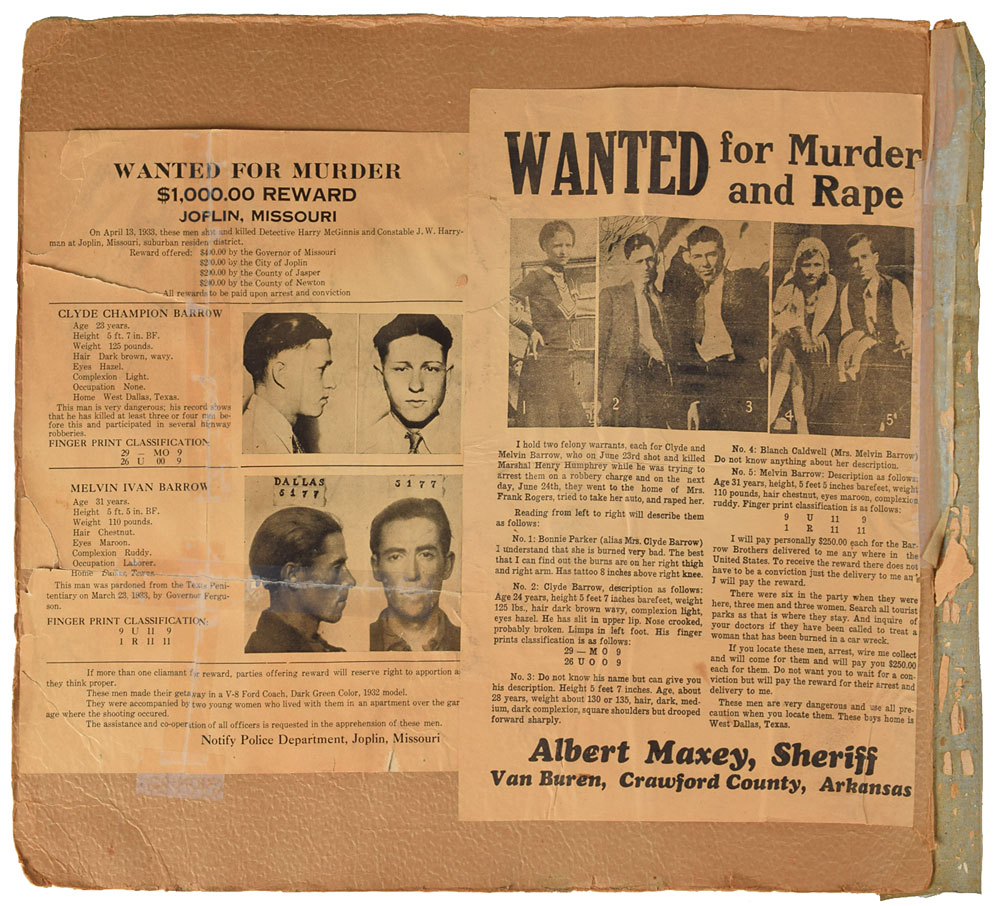 WANTED FOR MURDER
$1,000.00 REWARD
JOPLIN, MISSOURI
On April 13, 1933, these men shot and killed Detective Harry McGinnis and Constable J. W. Harry-
man at Joplin, Missouri, suburban residen district.
Reward offered: $400.00 by the Governor of Missouri
$200.00 by the City of Joplin
$200.00 by the County of Jasper
$200.00 by the County of Newton
All rewards to be paid upon arrest and conviction
CLYDE CHAMPION BARROW
Age 23 years.
Height 5 ft. 7 in. BF.
Weight 125 pounds.
Hair Dark brown, wavy.
Eyes Hazel.
Complexion Light.
Occupation None.
Home West Dallas, Texas.
This man is very dangerous; his record shows
that he has killed at least three or four men be-
fore this and participated in several highway
robberies.
FINGER PRINT CLASSIFICATION:
29 — MO 9
26 U 00 9
MELVIN IVAN BARROW
Age 31 years.
Height 5 ft. 5 in. BF.
Weight 110 pounds.
Hair Chestnut.
Eyes Maroon.
Complexion Ruddy.
Occupation Laborer.
Home Dallas, Texas.
This man was pardoned from the Texas Peni-
tentiary on March 23, 1933, by Governor Fergu-
son.
FINGER PRINT CLASSIFICATION:
9 U 11 9
1 R 11 11
DALLAS
5177
5177
If more than one cliamant for reward, parties offering reward will reserve right to apportion as
they think proper.
These men made their getaway in a V-8 Ford Coach, Dark Green Color, 1932 model.
They were accompanied by two young women who lived with them in an apartment over the gar
age where the shooting occured.
The assistance and co-operation of all officers is requested in the apprehension of these men.
Notify Police Department, Joplin, Missouri
WANTED for Murder
and Rape
1 2 3 4 5
I hold two felony warrants, each for Clyde and
Melvin Barrow, who on June 23rd shot and killed
Marshal Henry Humphrey while he was trying to
arrest them on a robbery charge and on the next
day, June 24th, they went to the home of Mrs.
Frank Rogers, tried to take her auto, and raped her.
Reading from left to right will describe them
as follows:
No. 1: Bonnie Parker (alias Mrs. Clyde Barrow)
I understand that she is burned very bad. The best
that I can find out the burns are on her right thigh
and right arm. Has tattoo 8 inches above right knee.
No. 2: Clyde Barrow, description as follows:
Age 24 years, height 5 feet 7 inches barefeet, weight
125 lbs., hair dark brown wavy, complexion light,
eyes hazel. He has slit in upper lip. Nose crooked,
probably broken. Limps in left foot. His finger
prints classification is as follows:
29 — M O 9
26 U O O 9
No. 3: Do not know his name but can give you
his description. Height 5 feet 7 inches. Age, about
28 years, weight about 130 or 135, hair, dark, med-
ium, dark complexior, square shoulders but drooped
forward sharply.
No. 4: Blanch Caldwell (Mrs. Melvin Barrow)
Do not know anything about her description.
No. 5: Melvin Barrow; Description as follows.
Age 31 years, height, 5 feet 5 inches barefeet, weight
110 pounds, hair chestnut, eyes maroon, complexion
ruddy. Finger print classification is as follows:
9 U 11 9
1 R 11 11
I will pay personally $250.00 each for the Bar-
row Brothers delivered to me any where in the
United States. To receive the reward there does not
have to be a conviction just the delivery to me an
I will pay the reward.
There were six in the party when they were
here, three men and three women. Search all tourist
parks as that is where they stay. And inquire of
your doctors if they have been called to treat a
woman that has been burned in a car wreck.
If you locate these men, arrest, wire me collect
and will come for them and will pay you $250.00
each for them. Do not want you to wait for a con-
viction but will pay the reward for their arrest and
delivery to me.
These men are very dangerous and use all pre-
caution when you locate them. These boys home is
West Dallas, Texas.
Albert Maxey, Sheriff
Van Buren, Crawford County, Arkansas